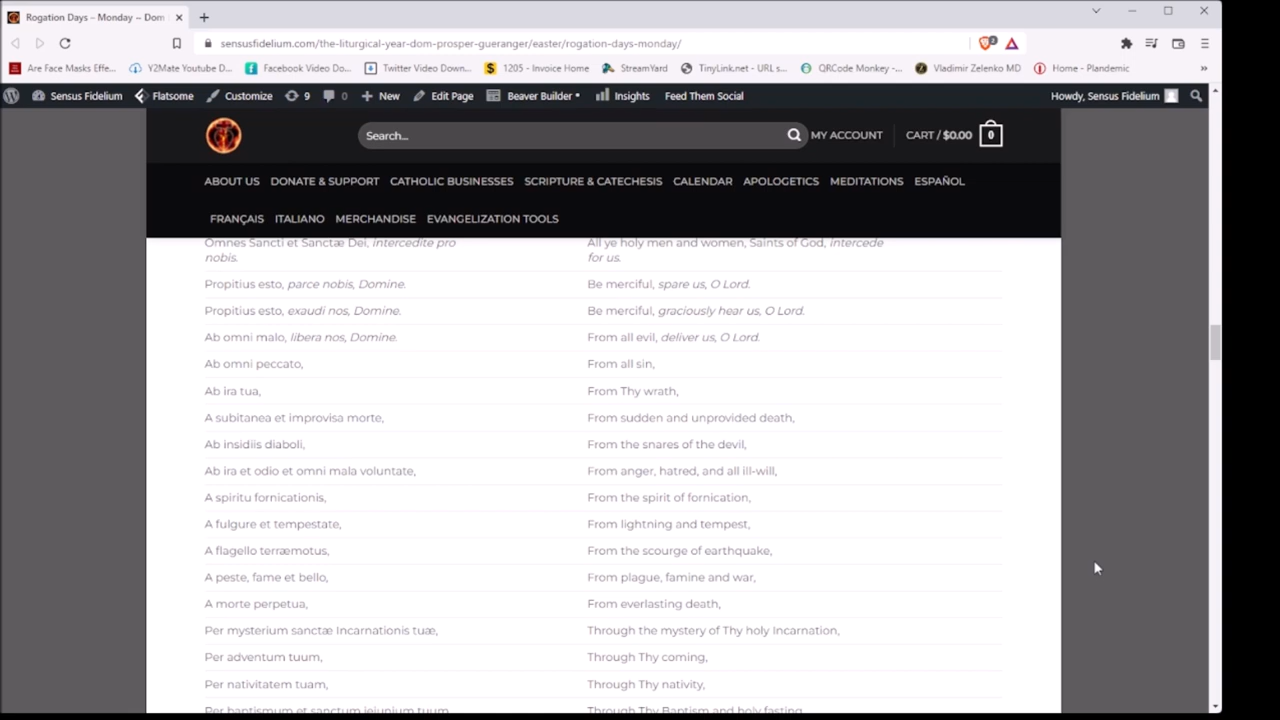 Rogation Days – Monday – Dom
sensusfidelium.com/the-liturgical-year-dom-prosper-gueranger/easter/rogation-days-monday/
Are Face Masks Effe... Y2Mate Youtube D... Facebook Video Do... Twitter Video Down... 1205 - Invoice Home StreamYard TinyLink.net - URL s... QRCode Monkey -... Vladimir Zelenko MD Home - Plandemic »
Sensus Fidelium Flatsome Customize 9 0 New Edit Page Beaver Builder Insights Feed Them Social Howdy, Sensus Fidelium
Search... MY ACCOUNT CART / $0.00 0
ABOUT US DONATE & SUPPORT CATHOLIC BUSINESSES SCRIPTURE & CATECHESIS CALENDAR APOLOGETICS MEDITATIONS ESPAÑOL
FRANÇAIS ITALIANO MERCHANDISE EVANGELIZATION TOOLS
Omnes Sancti et Sanctæ Dei, intercedite pro All ye holy men and women, Saints of God, intercede
nobis. for us.
Propitius esto, parce nobis, Domine. Be merciful, spare us, O Lord.
Propitius esto, exaudi nos, Domine. Be merciful, graciously hear us, O Lord.
Ab omni malo, libera nos, Domine. From all evil, deliver us, O Lord.
Ab omni peccato, From all sin,
Ab ira tua, From Thy wrath,
A subitanea et improvisa morte, From sudden and unprovided death,
Ab insidiis diaboli, From the snares of the devil,
Ab ira et odio et omni mala voluntate, From anger, hatred, and all ill-will,
A spiritu fornicationis, From the spirit of fornication,
A fulgure et tempestate, From lightning and tempest,
A flagello terræmotus, From the scourge of earthquake,
A peste, fame et bello, From plague, famine and war,
A morte perpetua, From everlasting death,
Per mysterium sanctæ Incarnationis tuæ, Through the mystery of Thy holy Incarnation,
Per adventum tuum, Through Thy coming,
Per nativitatem tuam, Through Thy nativity,
Per baptismum et sanctum jejunium tuum Through Thy Baptism and holy fasting